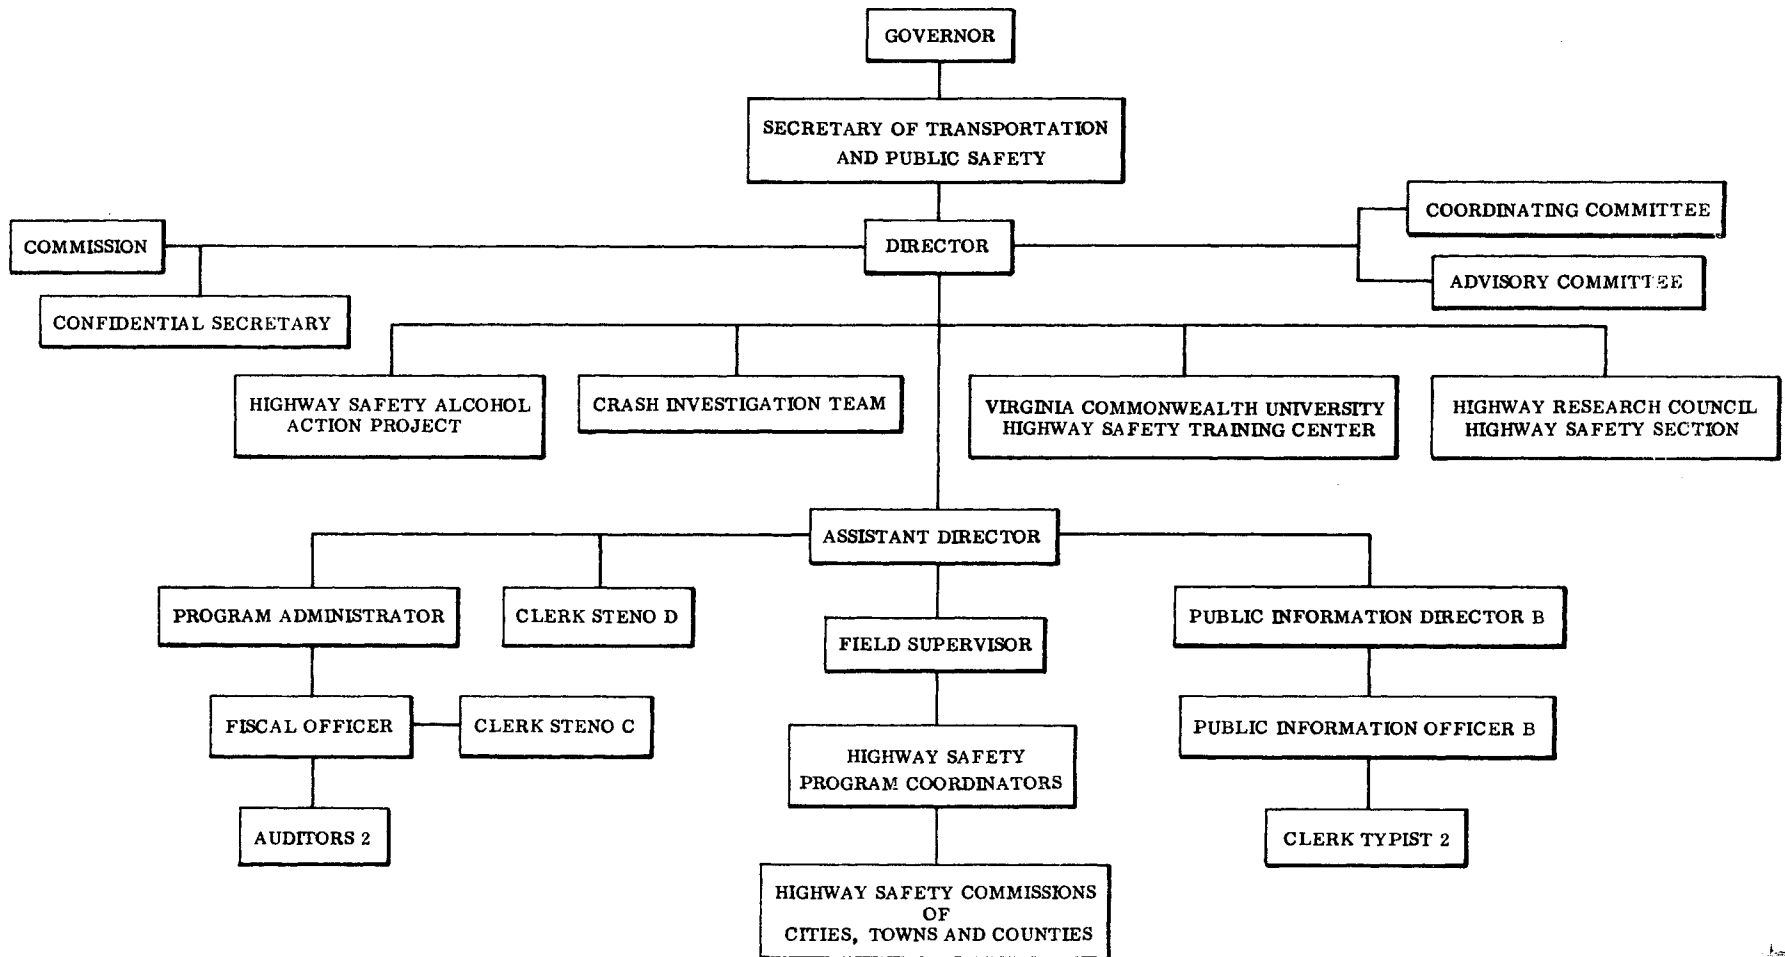 GOVERNOR
SECRETARY OF TRANSPORTATION
AND PUBLIC SAFETY
COMMISSION
DIRECTOR
COORDINATING COMMITTEE
ADVISORY COMMITTEE
CONFIDENTIAL SECRETARY
HIGHWAY SAFETY ALCOHOL
ACTION PROJECT
CRASH INVESTIGATION TEAM
VIRGINIA COMMONWEALTH UNIVERSITY
HIGHWAY SAFETY TRAINING CENTER
HIGHWAY RESEARCH COUNCIL
HIGHWAY SAFETY SECTION
ASSISTANT DIRECTOR
PROGRAM ADMINISTRATOR
CLERK STENO D
FIELD SUPERVISOR
PUBLIC INFORMATION DIRECTOR B
FISCAL OFFICER
CLERK STENO C
HIGHWAY SAFETY
PROGRAM COORDINATORS
PUBLIC INFORMATION OFFICER B
AUDITORS 2
CLERK TYPIST 2
HIGHWAY SAFETY COMMISSIONS
OF
CITIES, TOWNS AND COUNTIES